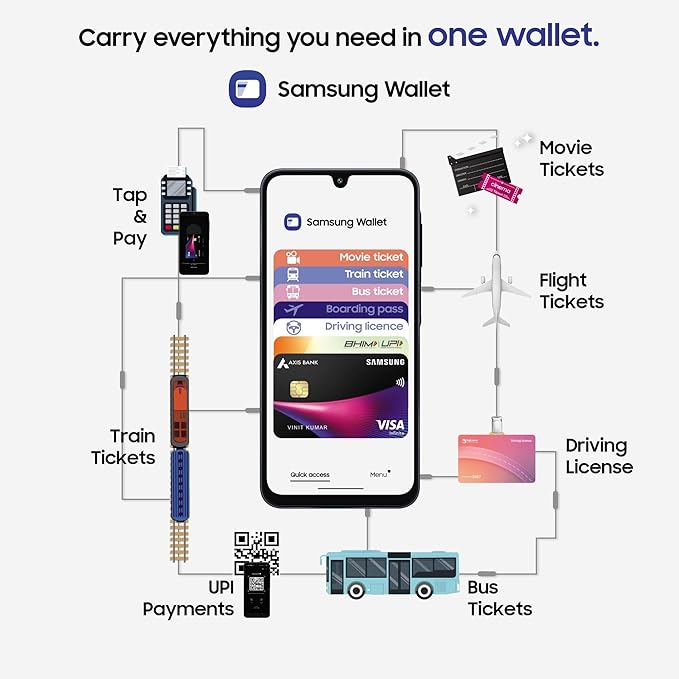 Carry everything you need in one wallet.
Samsung Wallet
Tap
&
Pay
Movie
Tickets
cinema
Samsung Wallet
Movie ticket
Train ticket
Bus ticket
Boarding pass
Driving licence
BHIM UPI
AXIS BANK
SAMSUNG
VINIT KUMAR
VISA
Infinite
Quick access
Menu
Flight
Tickets
Train
Tickets
Driving
License
UPI
Payments
Bus
Tickets